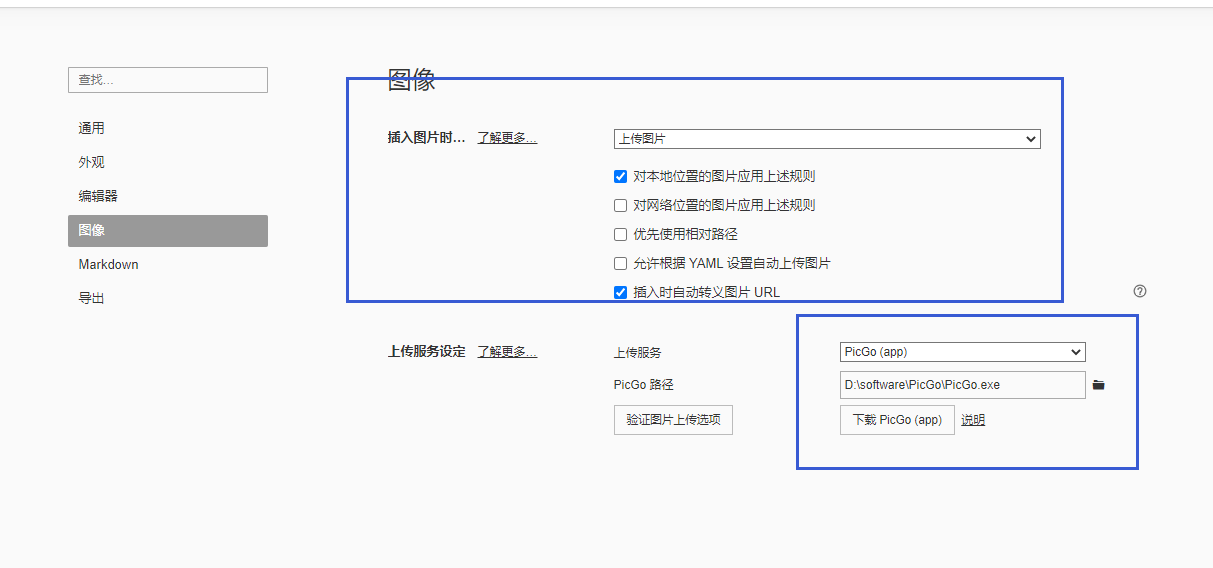 查找...
通用
外观
编辑器
图像
Markdown
导出
图像
插入图片时... 了解更多... 上传图片
对本地位置的图片应用上述规则
对网络位置的图片应用上述规则
优先使用相对路径
允许根据 YAML 设置自动上传图片
插入时自动转义图片 URL
上传服务设定 了解更多... 上传服务 PicGo (app)
PicGo 路径 D:\software\PicGo\PicGo.exe
验证图片上传选项 下载 PicGo (app) 说明